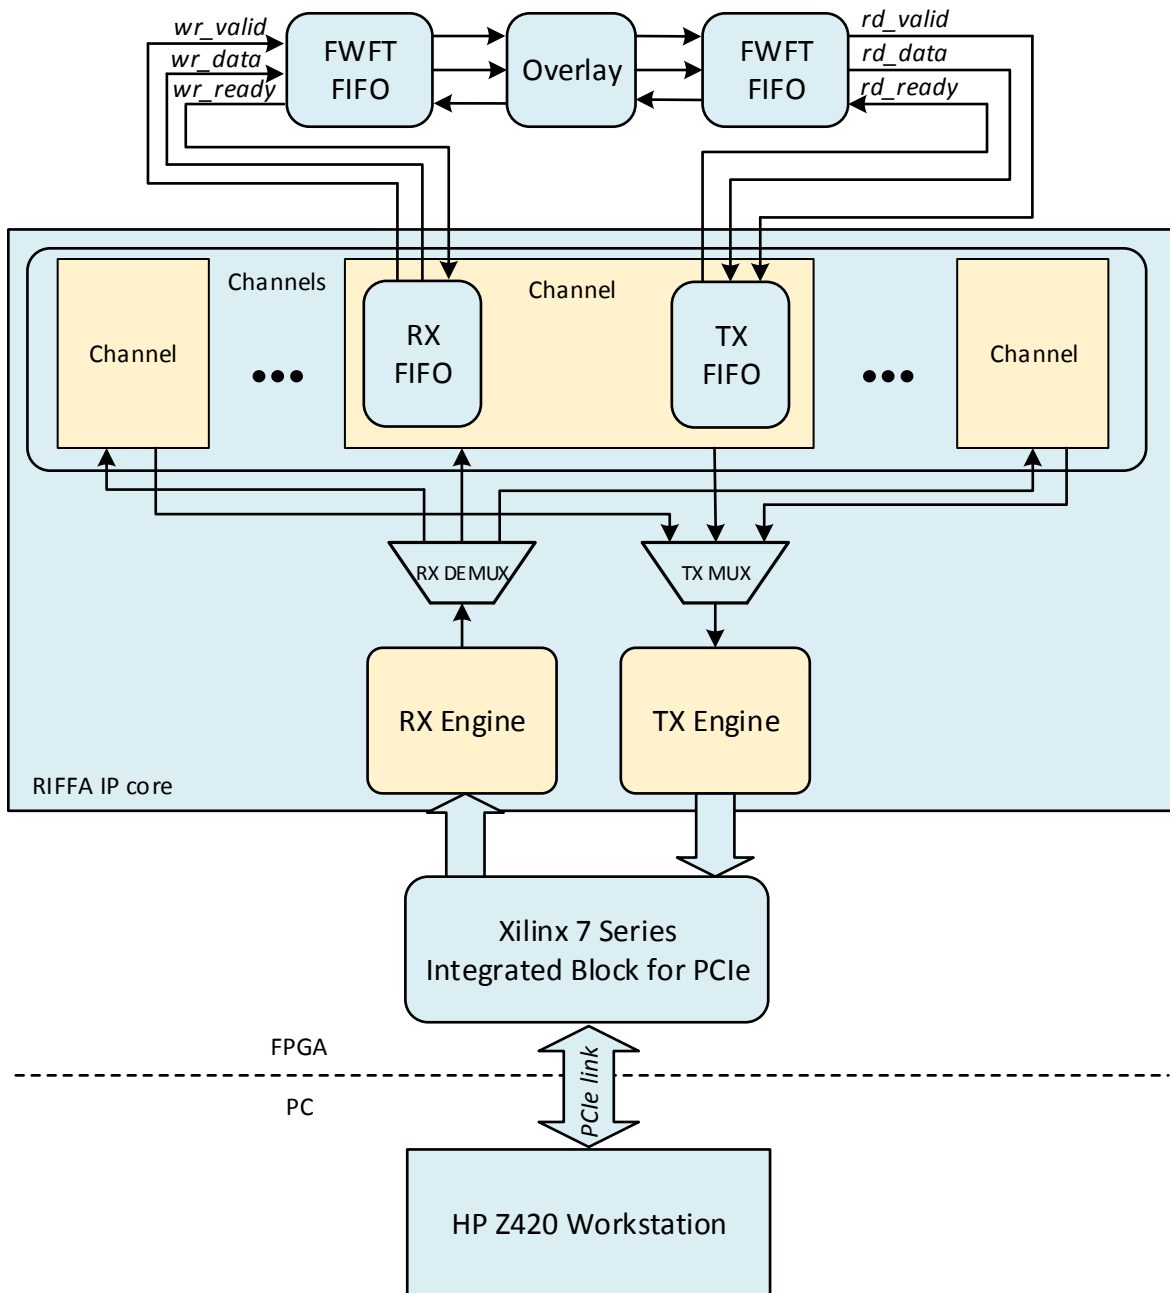 wr_valid
wr_data
wr_ready
FWFT
FIFO
Overlay
FWFT
FIFO
rd_valid
rd_data
rd_ready
Channels
Channel
Channel
RX
FIFO
TX
FIFO
Channel
RX DEMUX
TX MUX
RX Engine
TX Engine
RIFFA IP core
Xilinx 7 Series
Integrated Block for PCIe
FPGA
PCIe link
PC
HP Z420 Workstation